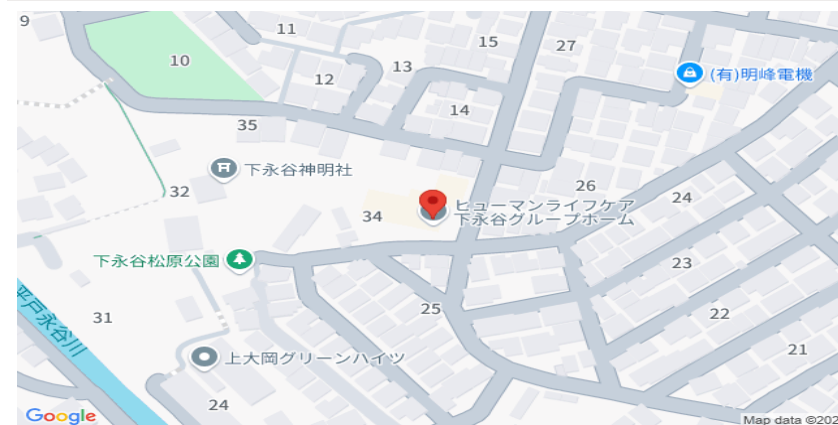 9
11
15
27
10
12
13
(有)明峰電機
14
35
下永谷神明社
32
26
24
34
ヒューマンライフケア
下永谷グループホーム
下永谷松原公園
23
31
平戸永谷川
25
22
上大岡グリーンハイツ
21
24
Google
Map data ©202